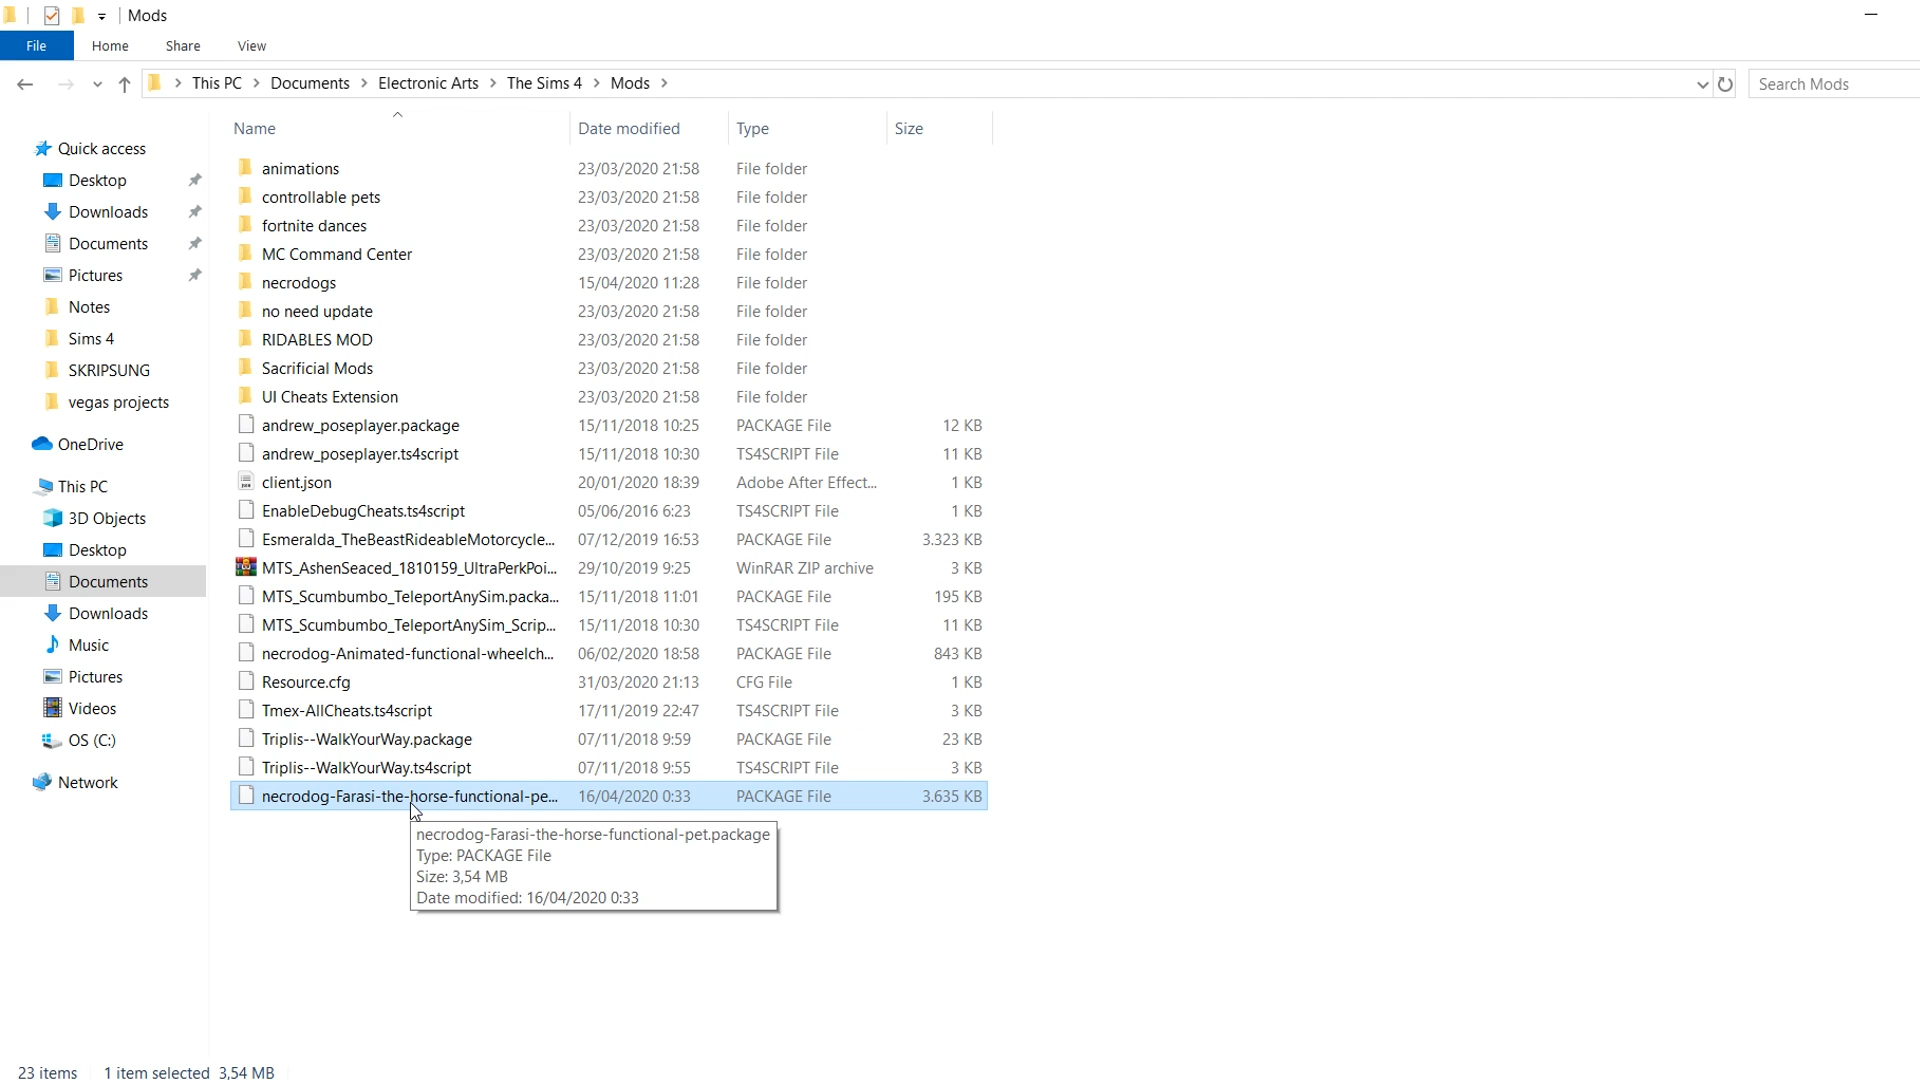 Mods
File Home Share View
This PC > Documents > Electronic Arts > The Sims 4 > Mods >
Search Mods
Name Date modified Type Size
Quick access
Desktop
Downloads
Documents
Pictures
Notes
Sims 4
SKRIPSUNG
vegas projects
OneDrive
This PC
3D Objects
Desktop
Documents
Downloads
Music
Pictures
Videos
OS (C:)
Network
animations 23/03/2020 21:58 File folder
controllable pets 23/03/2020 21:58 File folder
fortnite dances 23/03/2020 21:58 File folder
MC Command Center 23/03/2020 21:58 File folder
necrodogs 15/04/2020 11:28 File folder
no need update 23/03/2020 21:58 File folder
RIDABLES MOD 23/03/2020 21:58 File folder
Sacrificial Mods 23/03/2020 21:58 File folder
UI Cheats Extension 23/03/2020 21:58 File folder
andrew_poseplayer.package 15/11/2018 10:25 PACKAGE File 12 KB
andrew_poseplayer.ts4script 15/11/2018 10:30 TS4SCRIPT File 11 KB
client.json 20/01/2020 18:39 Adobe After Effect... 1 KB
EnableDebugCheats.ts4script 05/06/2016 6:23 TS4SCRIPT File 1 KB
Esmeralda_TheBeastRideableMotorcycle... 07/12/2019 16:53 PACKAGE File 3.323 KB
MTS_AshenSeaced_1810159_UltraPerkPoi... 29/10/2019 9:25 WinRAR ZIP archive 3 KB
MTS_Scumbumbo_TeleportAnySim.packa... 15/11/2018 11:01 PACKAGE File 195 KB
MTS_Scumbumbo_TeleportAnySim_Scrip... 15/11/2018 10:30 TS4SCRIPT File 11 KB
necrodog-Animated-functional-wheelch... 06/02/2020 18:58 PACKAGE File 843 KB
Resource.cfg 31/03/2020 21:13 CFG File 1 KB
Tmex-AllCheats.ts4script 17/11/2019 22:47 TS4SCRIPT File 3 KB
Triplis--WalkYourWay.package 07/11/2018 9:59 PACKAGE File 23 KB
Triplis--WalkYourWay.ts4script 07/11/2018 9:55 TS4SCRIPT File 3 KB
necrodog-Farasi-the-horse-functional-pe... 16/04/2020 0:33 PACKAGE File 3.635 KB
necrodog-Farasi-the-horse-functional-pet.package
Type: PACKAGE File
Size: 3,54 MB
Date modified: 16/04/2020 0:33
23 items 1 item selected 3,54 MB